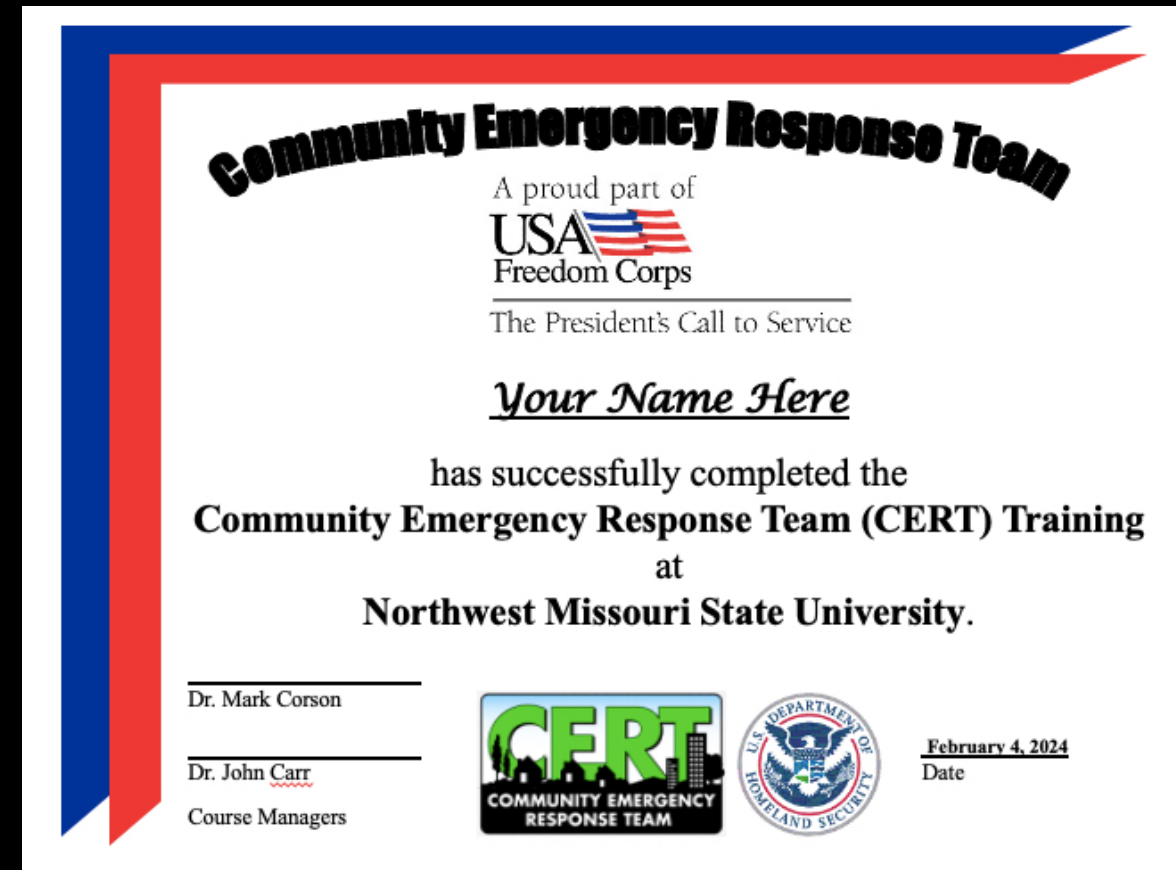 Community Emergency Response Team
A proud part of
USA
Freedom Corps
The President's Call to Service
Your Name Here
has successfully completed the
Community Emergency Response Team (CERT) Training
at
Northwest Missouri State University.
Dr. Mark Corson
Dr. John Carr
Course Managers
CERT
COMMUNITY EMERGENCY
RESPONSE TEAM
U.S. DEPARTMENT OF
HOMELAND SECURITY
February 4, 2024
Date